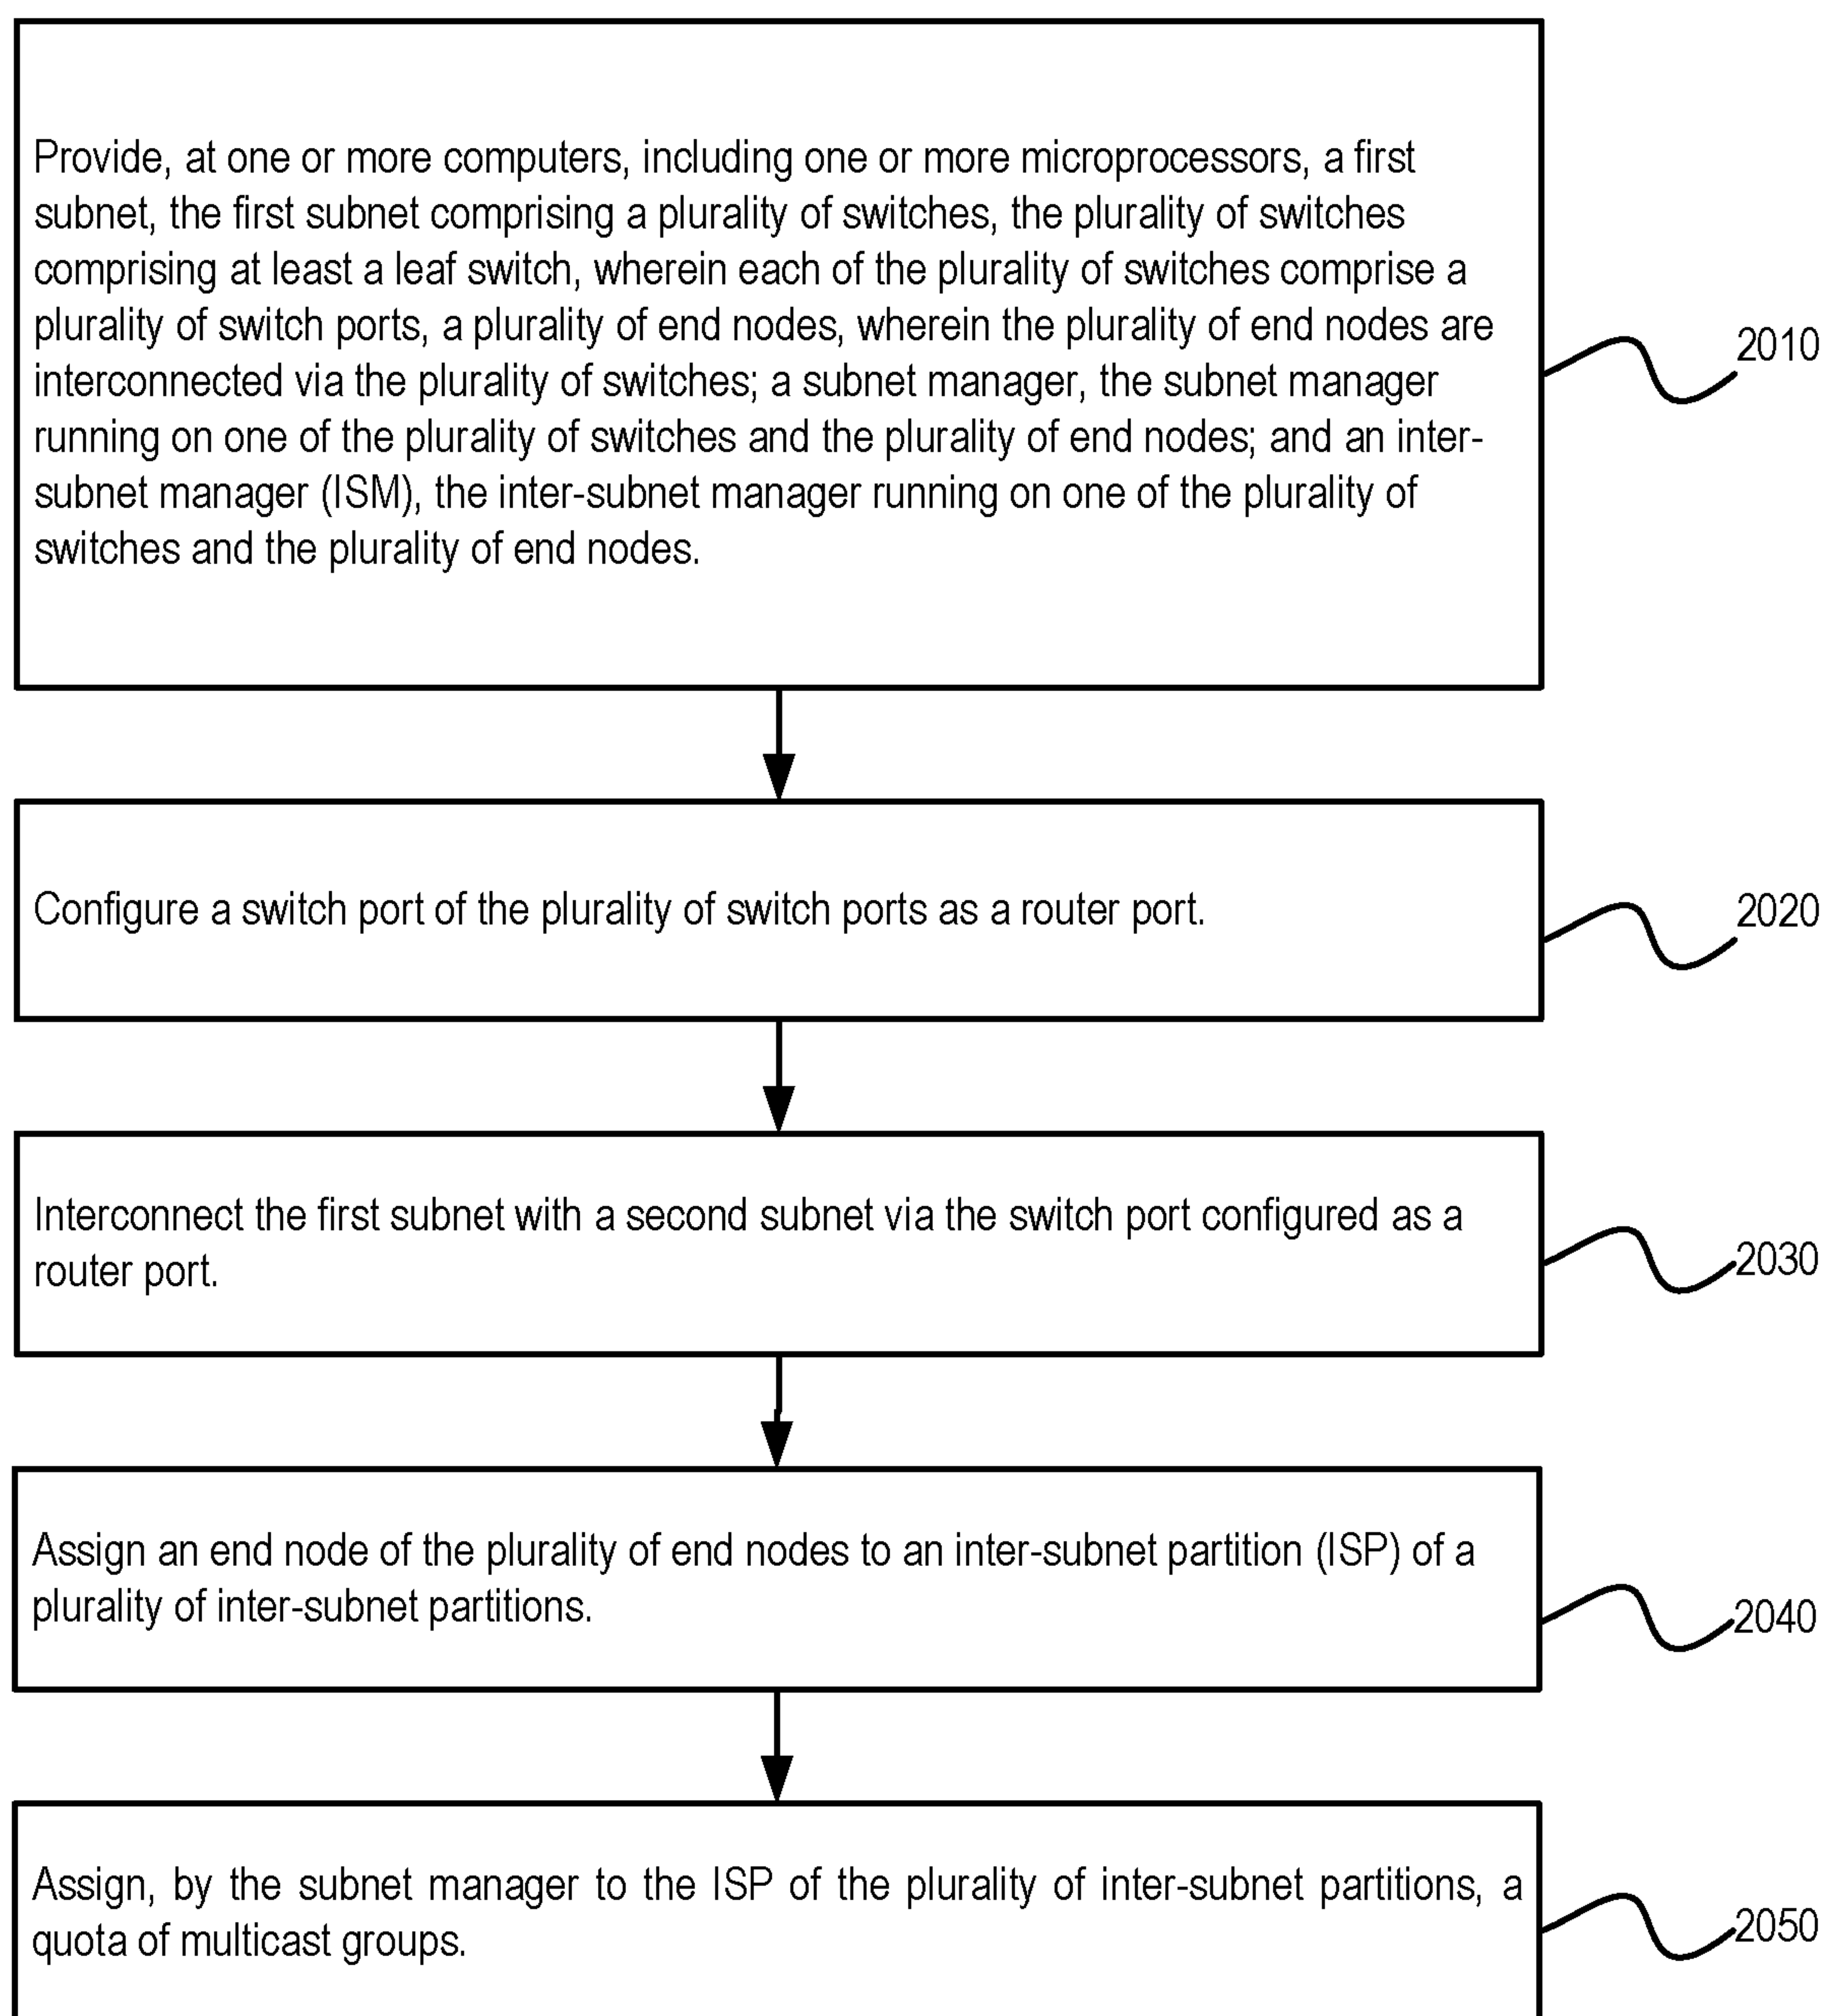 Provide, at one or more computers, including one or more microprocessors, a first
subnet, the first subnet comprising a plurality of switches, the plurality of switches
comprising at least a leaf switch, wherein each of the plurality of switches comprise a
plurality of switch ports, a plurality of end nodes, wherein the plurality of end nodes are
interconnected via the plurality of switches; a subnet manager, the subnet manager
running on one of the plurality of switches and the plurality of end nodes; and an inter-
subnet manager (ISM), the inter-subnet manager running on one of the plurality of
switches and the plurality of end nodes.
2010
Configure a switch port of the plurality of switch ports as a router port.
2020
Interconnect the first subnet with a second subnet via the switch port configured as a
router port.
2030
Assign an end node of the plurality of end nodes to an inter-subnet partition (ISP) of a
plurality of inter-subnet partitions.
2040
Assign, by the subnet manager to the ISP of the plurality of inter-subnet partitions, a
quota of multicast groups.
2050